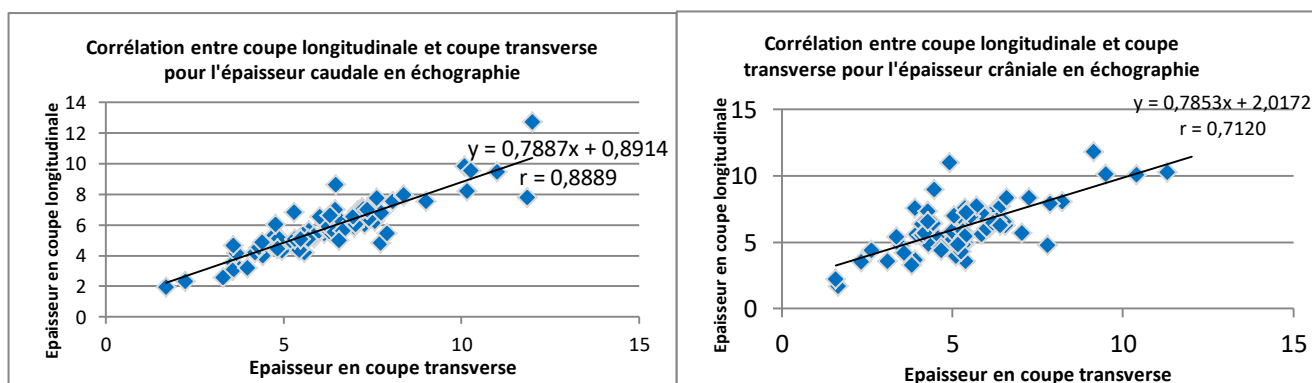 Corrélation entre coupe longitudinale et coupe transverse
pour l'épaisseur caudale en échographie
Epaisseur en coupe longitudinale
14
12
10
8
6
4
2
0
y = 0,7887x + 0,8914
r = 0,8889
0
5
10
15
Epaisseur en coupe transverse
Corrélation entre coupe longitudinale et coupe
transverse pour l'épaisseur crâniale en échographie
Epaisseur en coupe longitudinale
15
10
5
0
y = 0,7853x + 2,0172
r = 0,7120
0
5
10
15
Epaisseur en coupe transverse